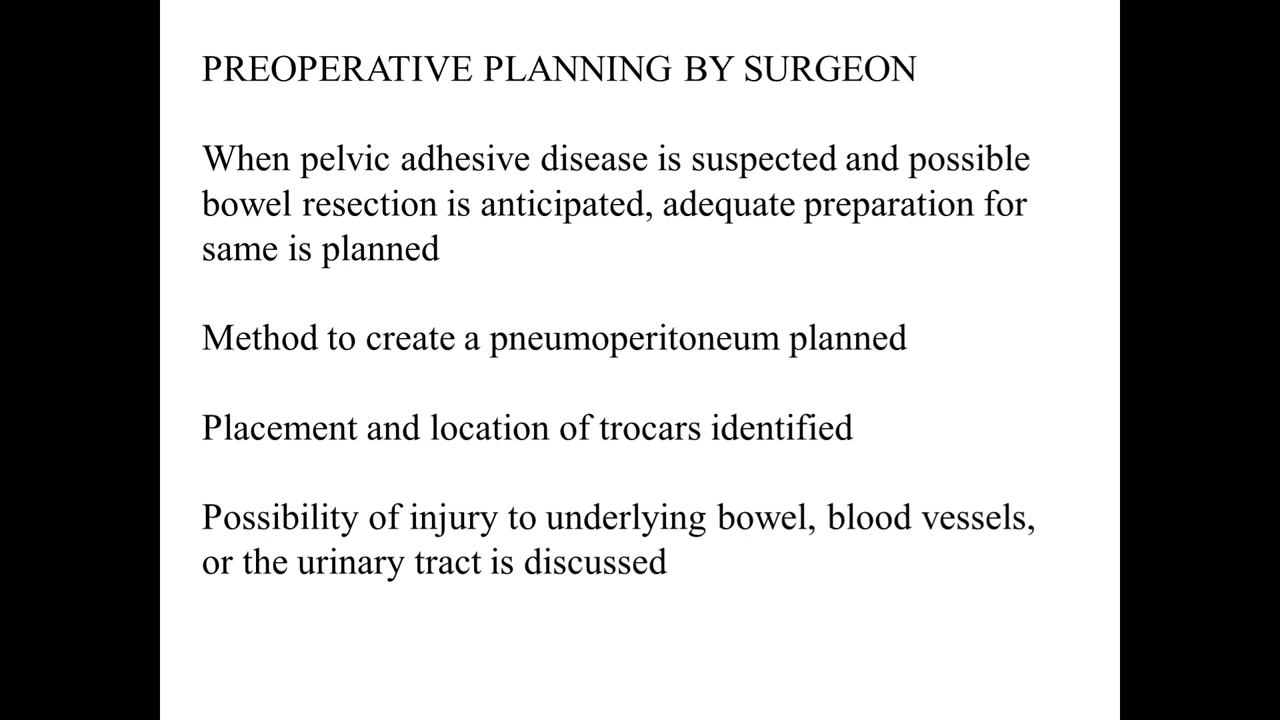 PREOPERATIVE PLANNING BY SURGEON
When pelvic adhesive disease is suspected and possible
bowel resection is anticipated, adequate preparation for
same is planned
Method to create a pneumoperitoneum planned
Placement and location of trocars identified
Possibility of injury to underlying bowel, blood vessels,
or the urinary tract is discussed